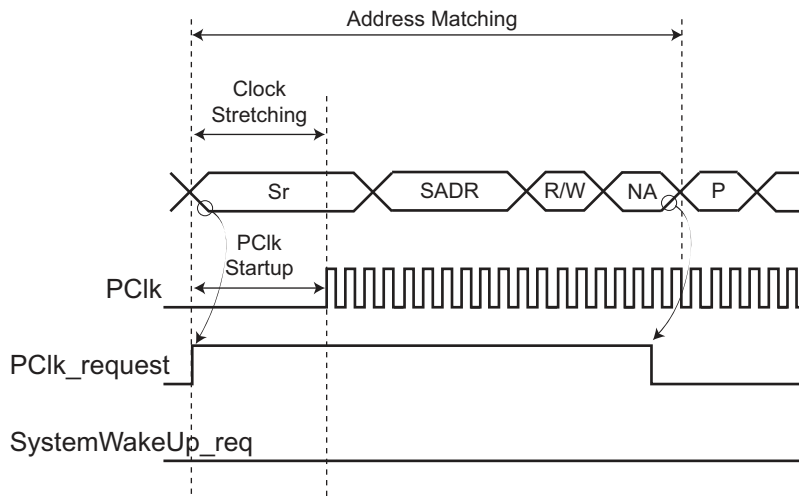 Address Matching
Clock
Stretching
Sr
SADR
R/W
NA
P
PClk
Startup
PClk
PClk_request
SystemWakeUp_req